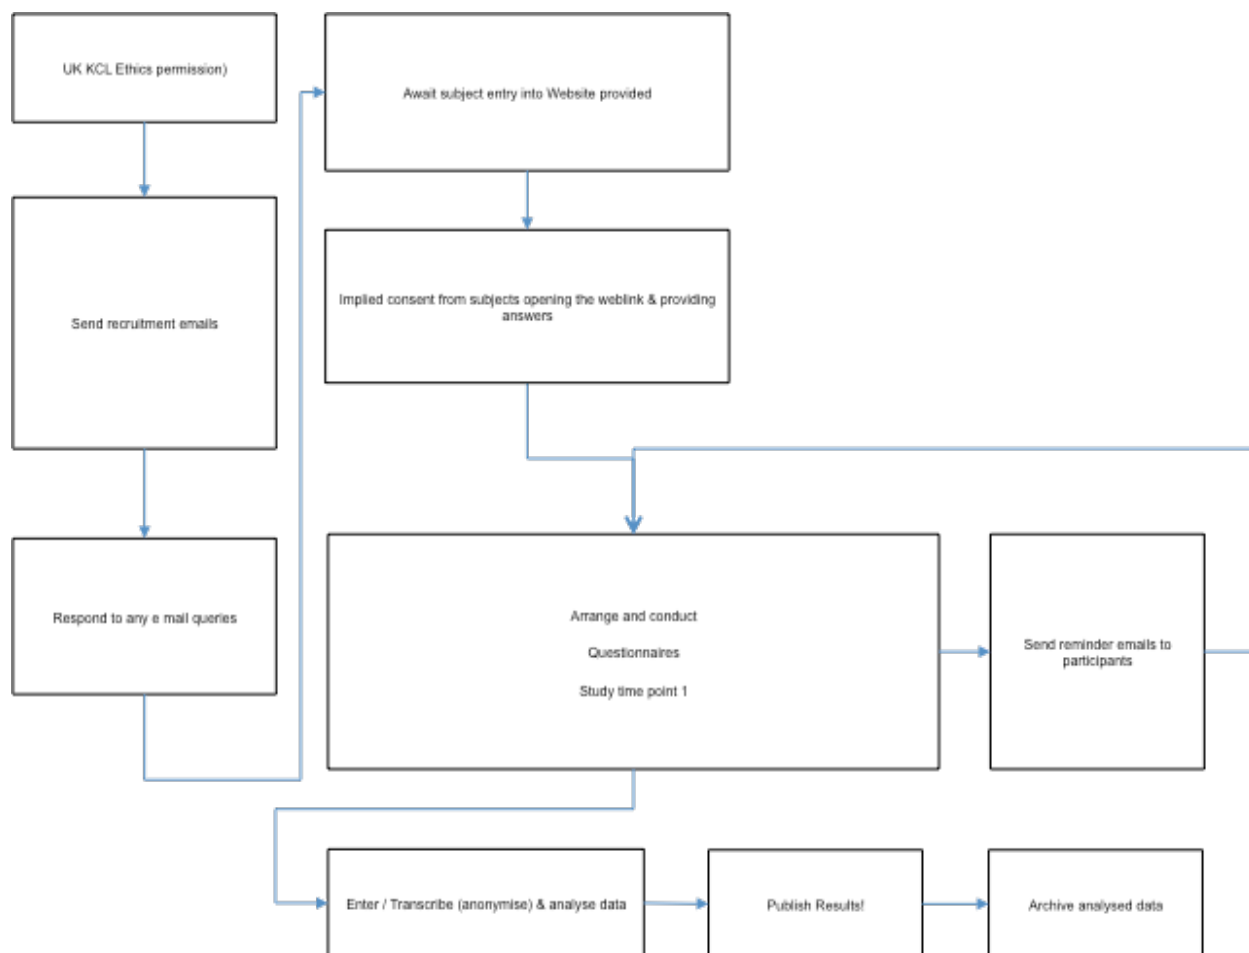 UK KCL Ethics permission)
Send recruitment emails
Respond to any e mail queries
Await subject entry into Website provided
Implied consent from subjects opening the weblink & providing
answers
Arrange and conduct
Questionnaires
Study time point 1
Send reminder emails to
participants
Enter / Transcribe (anonymise) & analyse data
Publish Results!
Archive analysed data